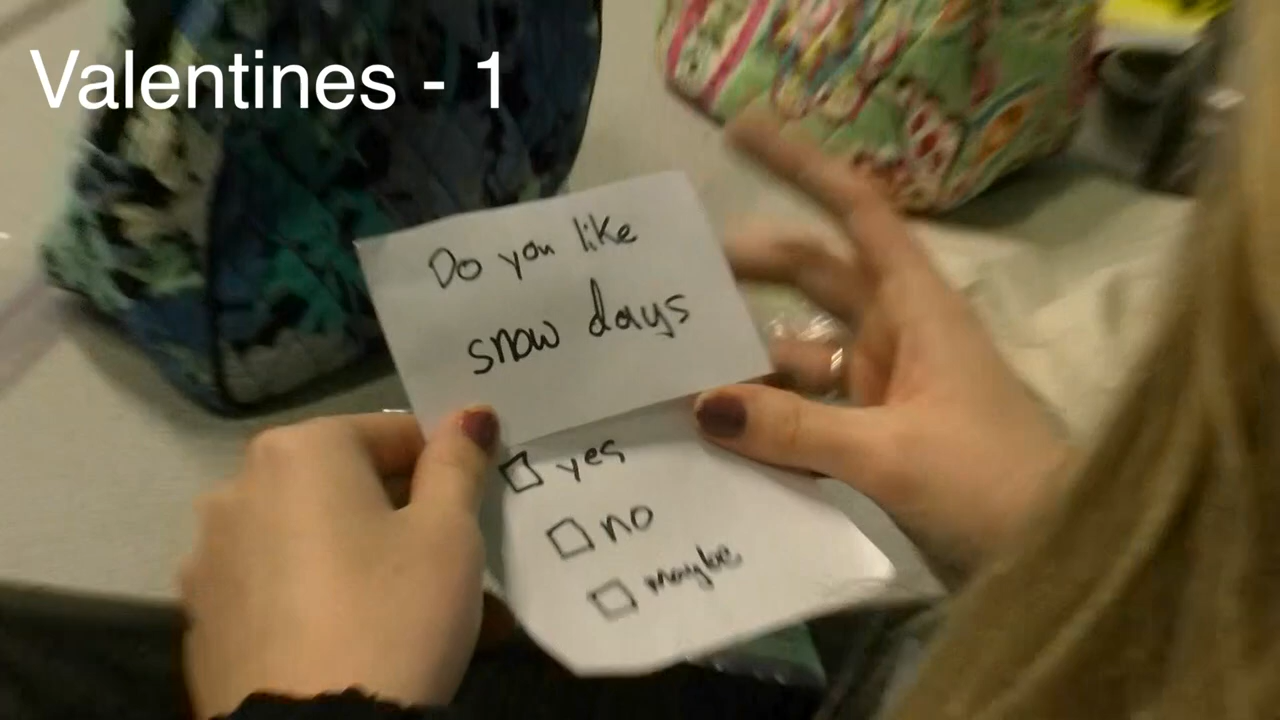 Valentines - 1
Do you like
snow days
yes
no
maybe